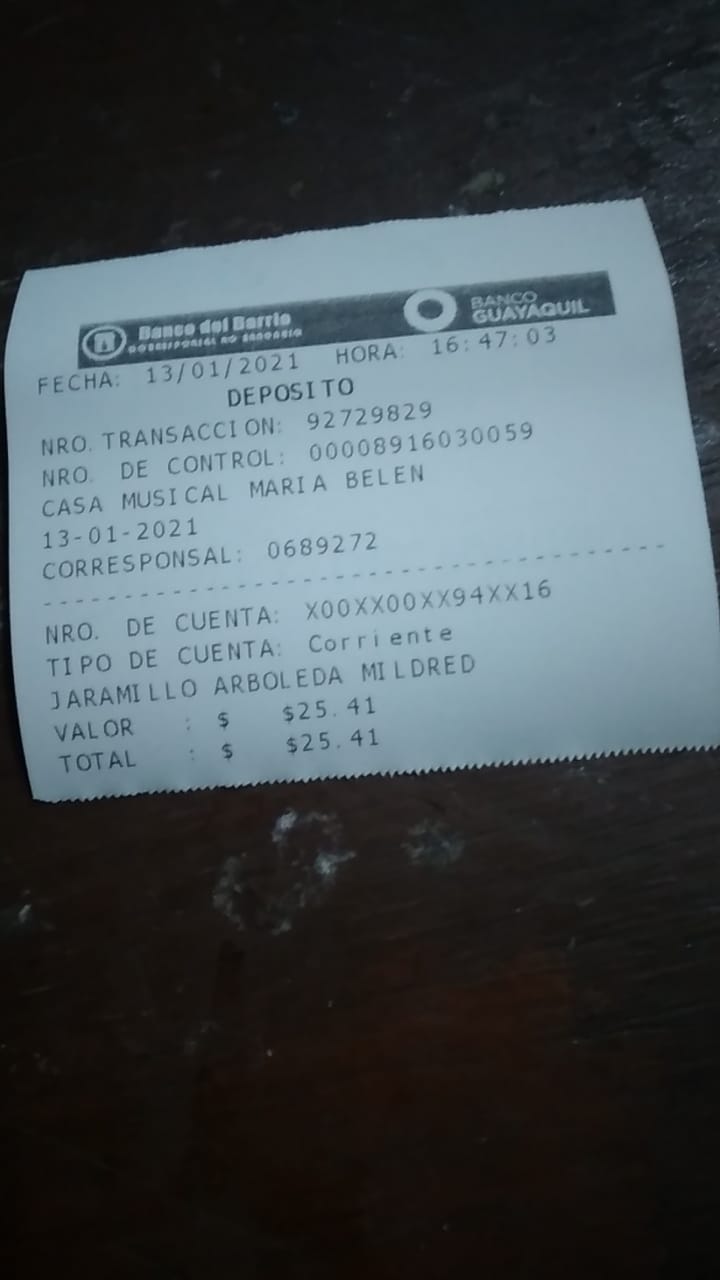 Banco del Barrio
CORRESPONSAL NO BANCARIO
BANCO
GUAYAQUIL
FECHA: 13/01/2021 HORA: 16:47:03
DEPOSITO
NRO. TRANSACCION: 92729829
NRO. DE CONTROL: 00008916030059
CASA MUSICAL MARIA BELEN
13-01-2021
CORRESPONSAL: 0689272
NRO. DE CUENTA: X00XX00XX94XX16
TIPO DE CUENTA: Corriente
JARAMILLO ARBOLEDA MILDRED
VALOR : $ $25.41
TOTAL : $ $25.41